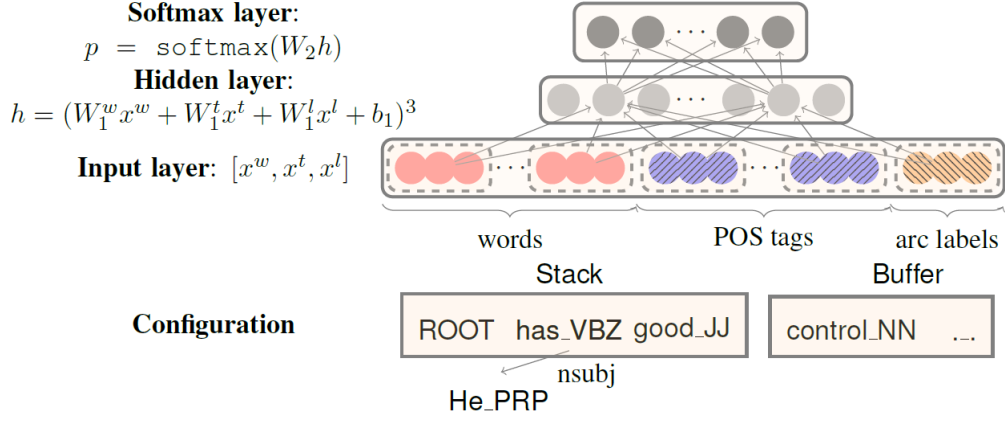 Softmax layer:
p = softmax(W₂h)
Hidden layer:
h = (W₁ʷxʷ + W₁ᵗxᵗ + W₁ˡxˡ + b₁)³
Input layer: [xʷ, xᵗ, xˡ]
...
...
...
...
words POS tags arc labels
Stack Buffer
Configuration
ROOT has_VBZ good_JJ control_NN ._.
nsubj
He_PRP